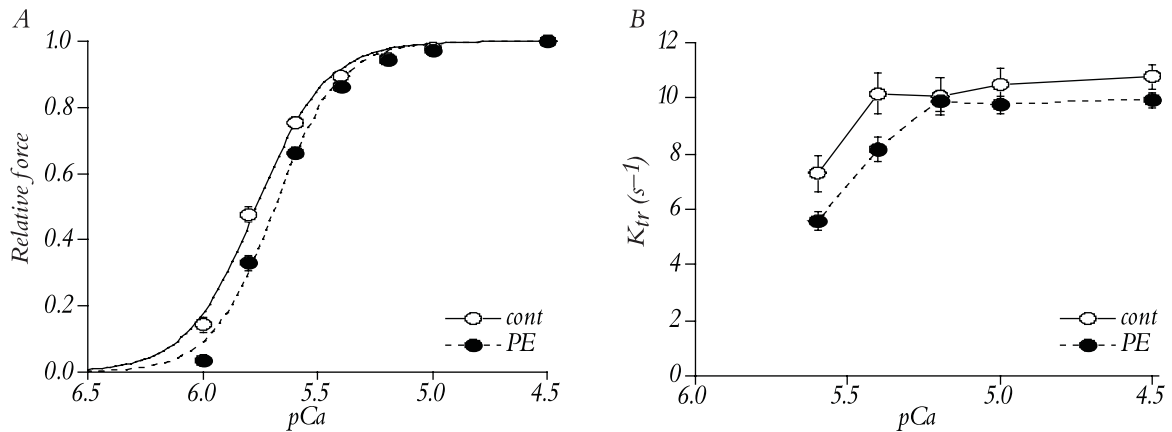 A
1.0
0.8
0.6
0.4
0.2
0.0
Relative force
6.5 6.0 5.5 5.0 4.5
pCa
cont
PE
B
12
10
8
6
4
2
0
Ktr (s–1)
6.0 5.5 5.0 4.5
pCa
cont
PE